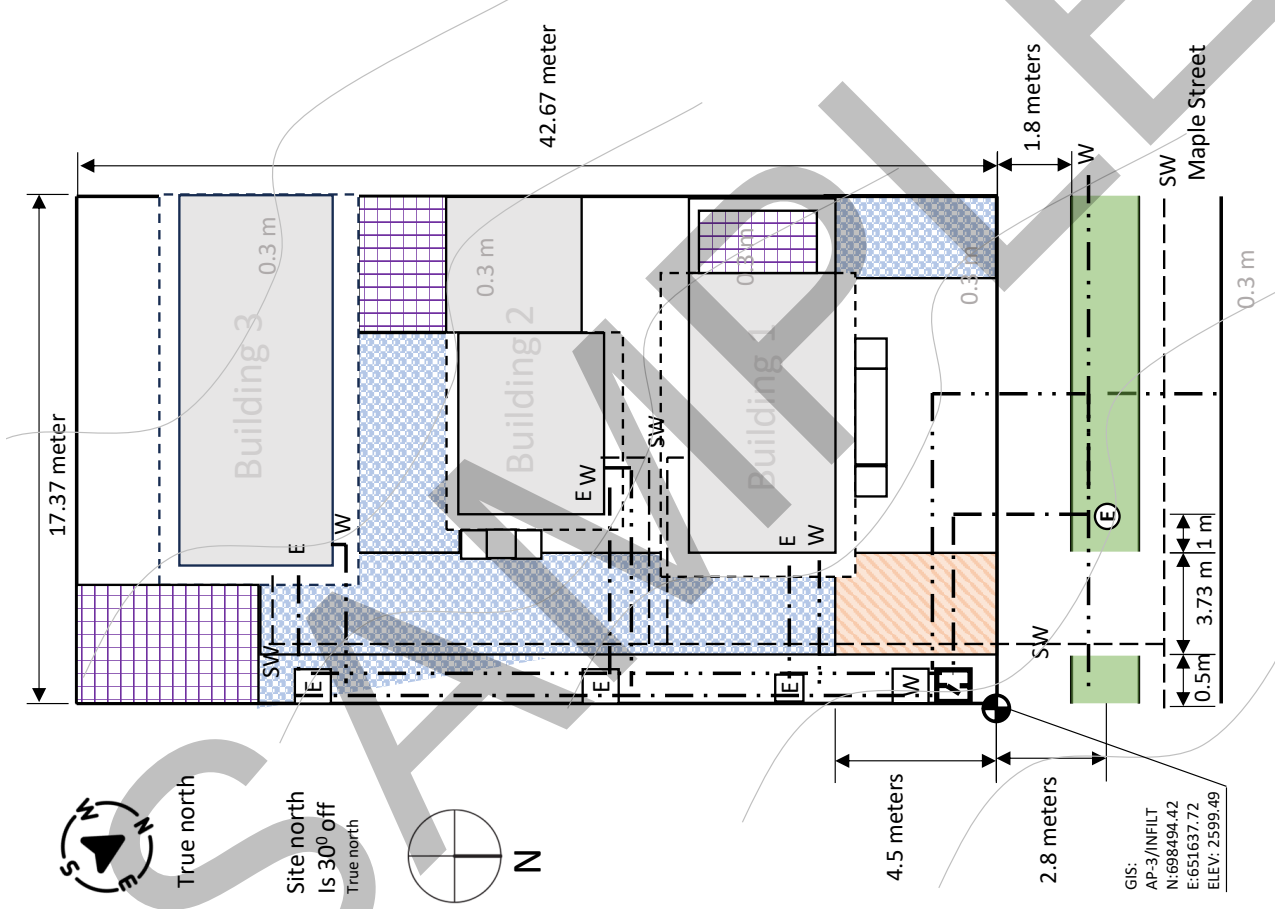 17.37 meter
42.67 meter
Building 3
0.3 m
E
W
SW
Building 2
0.3 m
E W
SW
Building 1
0.3 m
E
W
0.3 m
E
E
E
W
SW
1.8 meters
W
SW
Maple Street
0.3 m
E
0.5m
3.73 m
1 m
4.5 meters
2.8 meters
GIS:
AP-3/INFILT
N:698494.42
E:651637.72
ELEV: 2599.49
S
W
E
N
True north
Site north
Is 30⁰ off
True north
N
SAMPLE